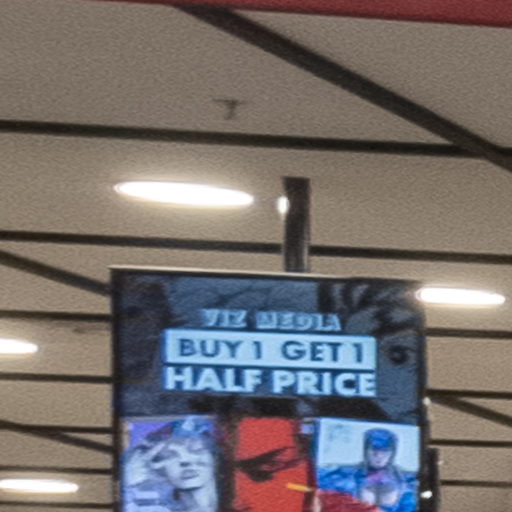 VIZ MEDIA
BUY 1 GET 1
HALF PRICE